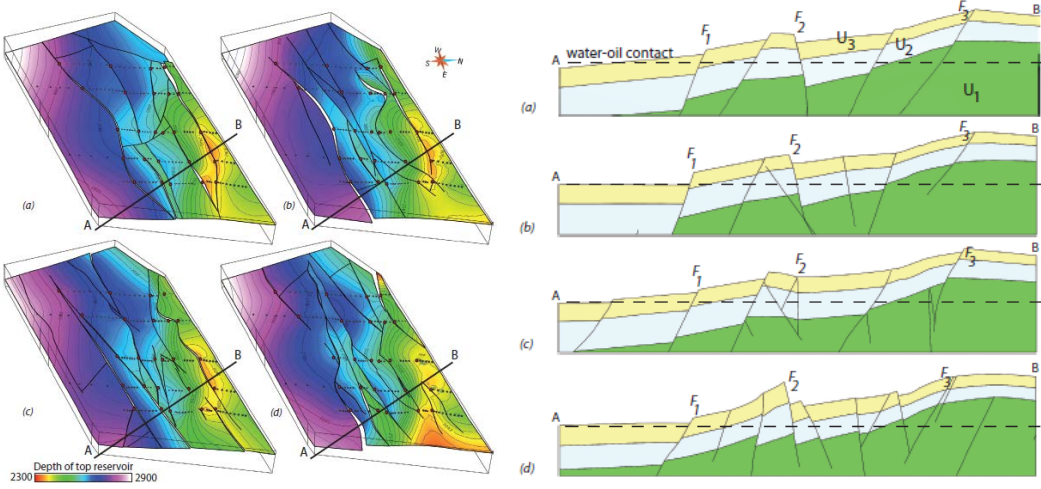 (a)
A
B
(b)
A
B
W
S
N
E
(c)
A
B
(d)
A
B
Depth of top reservoir
2300
2900
(a)
water-oil contact
A
B
F1
F2
F3
U3
U2
U1
(b)
A
B
F1
F2
F3
(c)
A
B
F1
F2
F3
(d)
A
B
F1
F2
F3